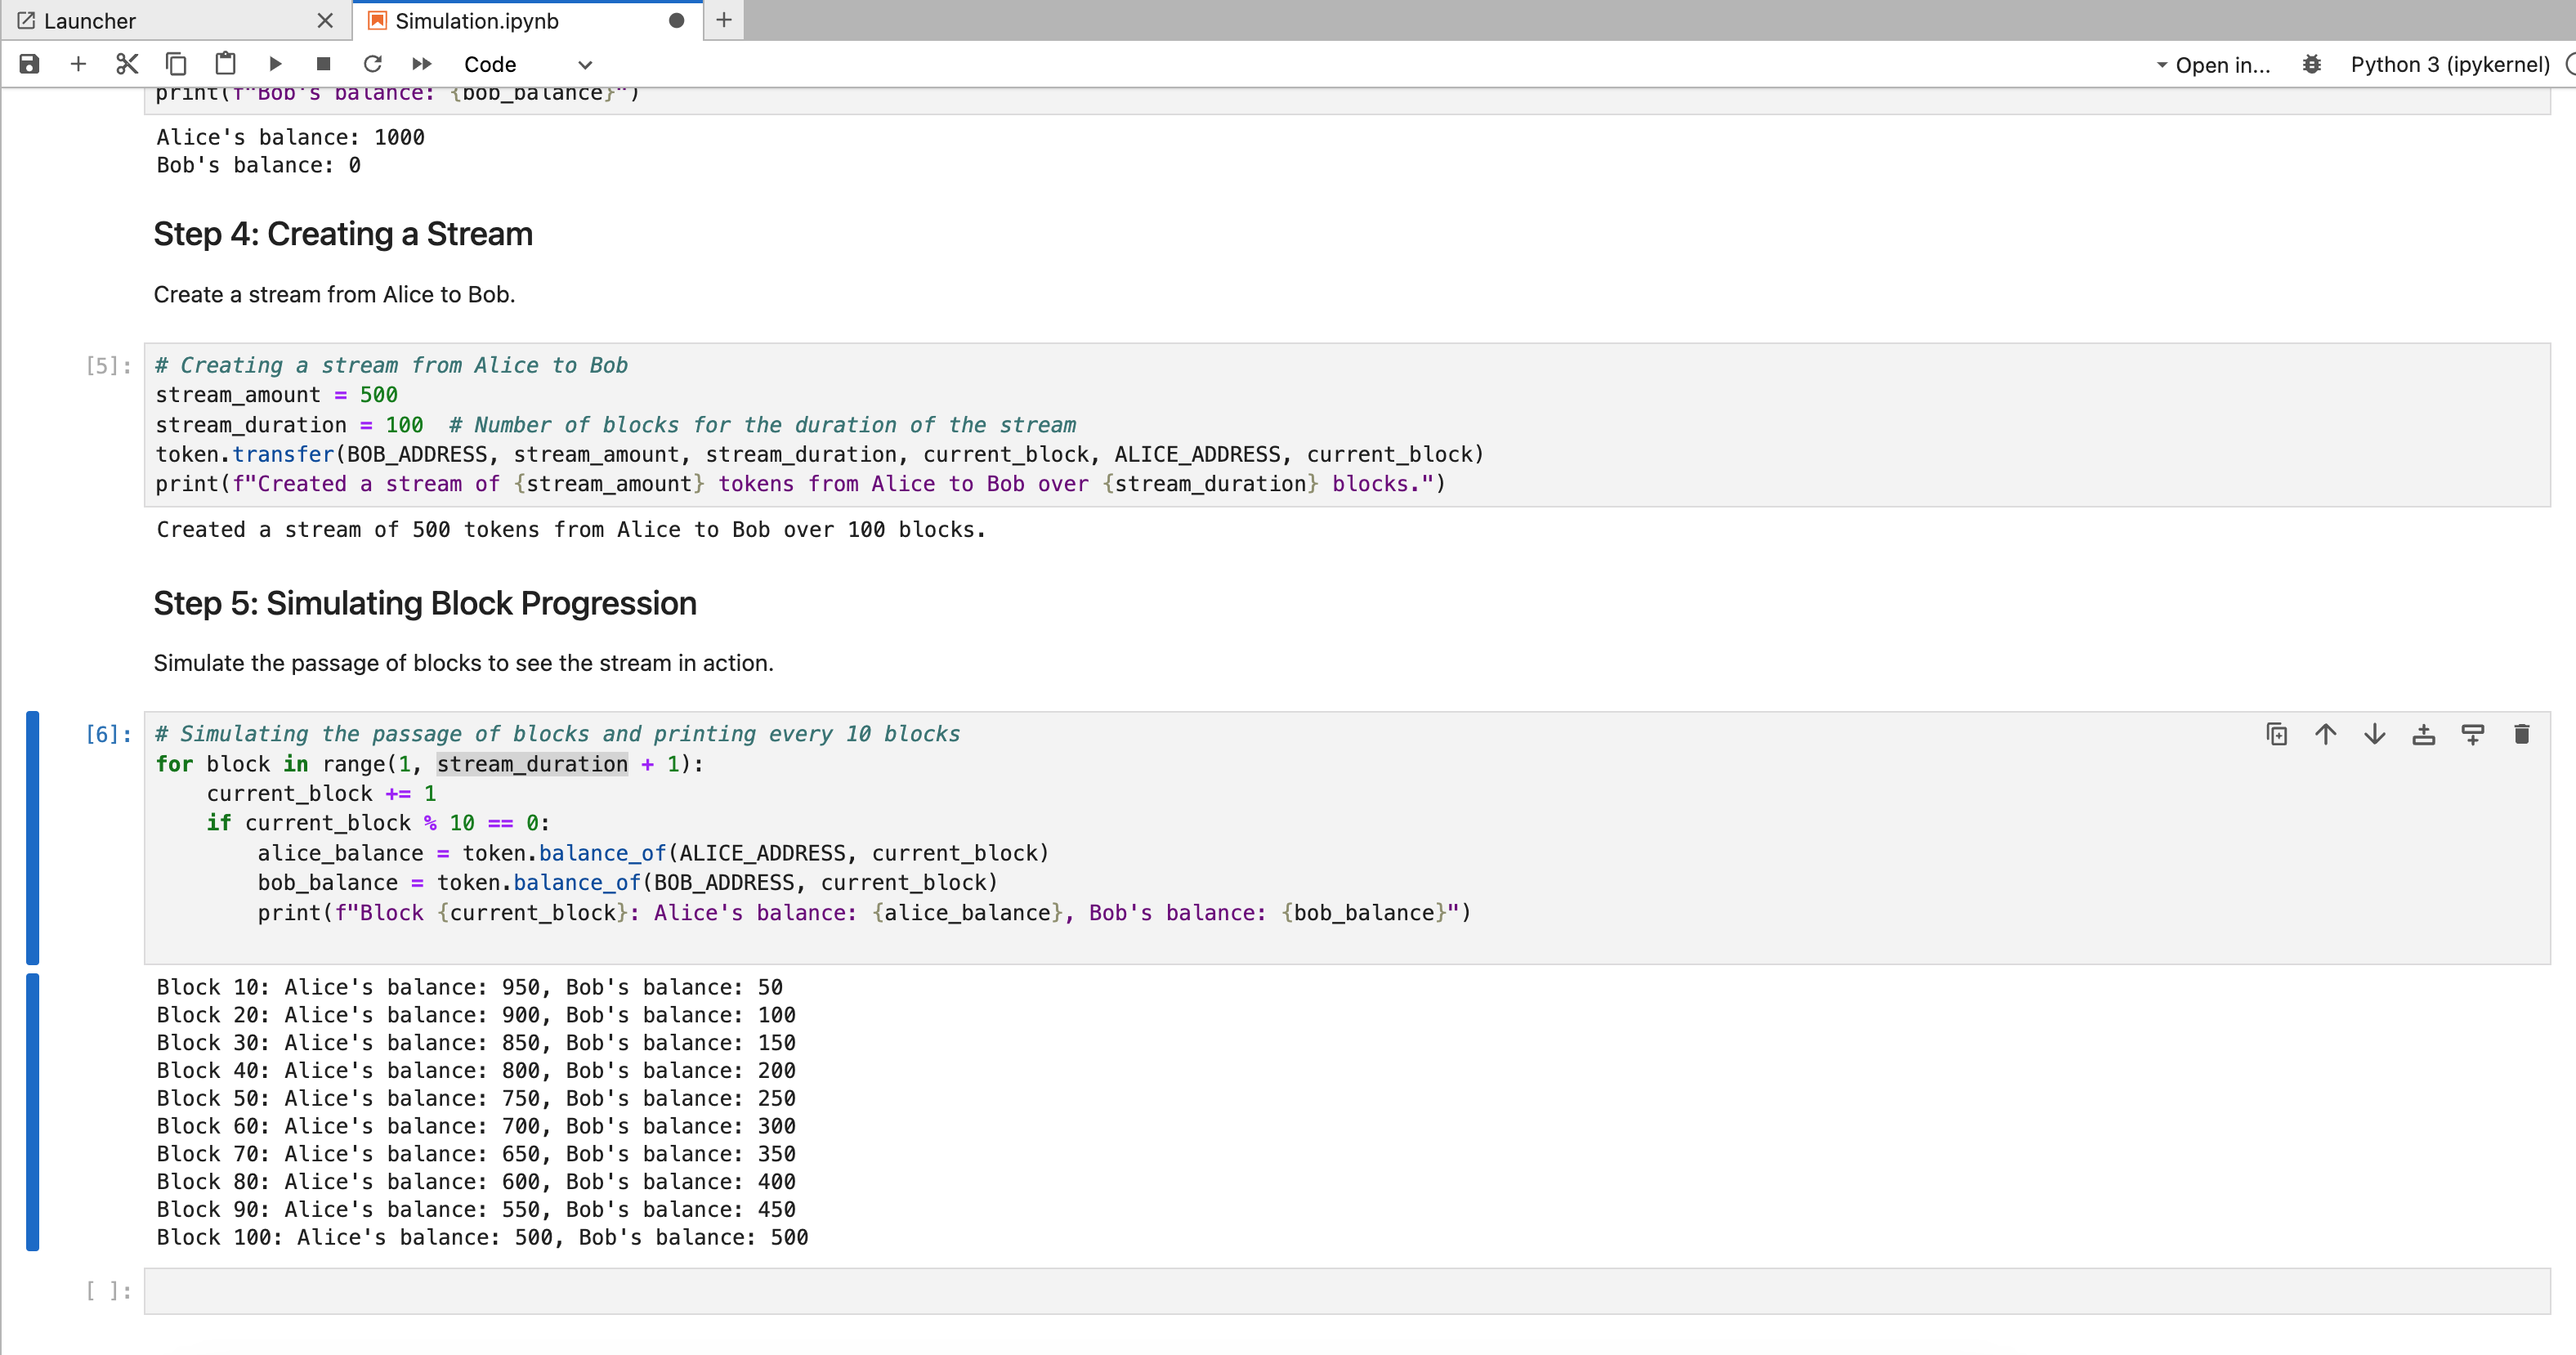 Launcher
Simulation.ipynb
Code
Open in...
Python 3 (ipykernel)
print(f"Bob's balance: {bob_balance}")
Alice's balance: 1000
Bob's balance: 0
Step 4: Creating a Stream
Create a stream from Alice to Bob.
[5]:
# Creating a stream from Alice to Bob
stream_amount = 500
stream_duration = 100  # Number of blocks for the duration of the stream
token.transfer(BOB_ADDRESS, stream_amount, stream_duration, current_block, ALICE_ADDRESS, current_block)
print(f"Created a stream of {stream_amount} tokens from Alice to Bob over {stream_duration} blocks.")
Created a stream of 500 tokens from Alice to Bob over 100 blocks.
Step 5: Simulating Block Progression
Simulate the passage of blocks to see the stream in action.
[6]:
# Simulating the passage of blocks and printing every 10 blocks
for block in range(1, stream_duration + 1):
    current_block += 1
    if current_block % 10 == 0:
        alice_balance = token.balance_of(ALICE_ADDRESS, current_block)
        bob_balance = token.balance_of(BOB_ADDRESS, current_block)
        print(f"Block {current_block}: Alice's balance: {alice_balance}, Bob's balance: {bob_balance}")
Block 10: Alice's balance: 950, Bob's balance: 50
Block 20: Alice's balance: 900, Bob's balance: 100
Block 30: Alice's balance: 850, Bob's balance: 150
Block 40: Alice's balance: 800, Bob's balance: 200
Block 50: Alice's balance: 750, Bob's balance: 250
Block 60: Alice's balance: 700, Bob's balance: 300
Block 70: Alice's balance: 650, Bob's balance: 350
Block 80: Alice's balance: 600, Bob's balance: 400
Block 90: Alice's balance: 550, Bob's balance: 450
Block 100: Alice's balance: 500, Bob's balance: 500
[ ]: